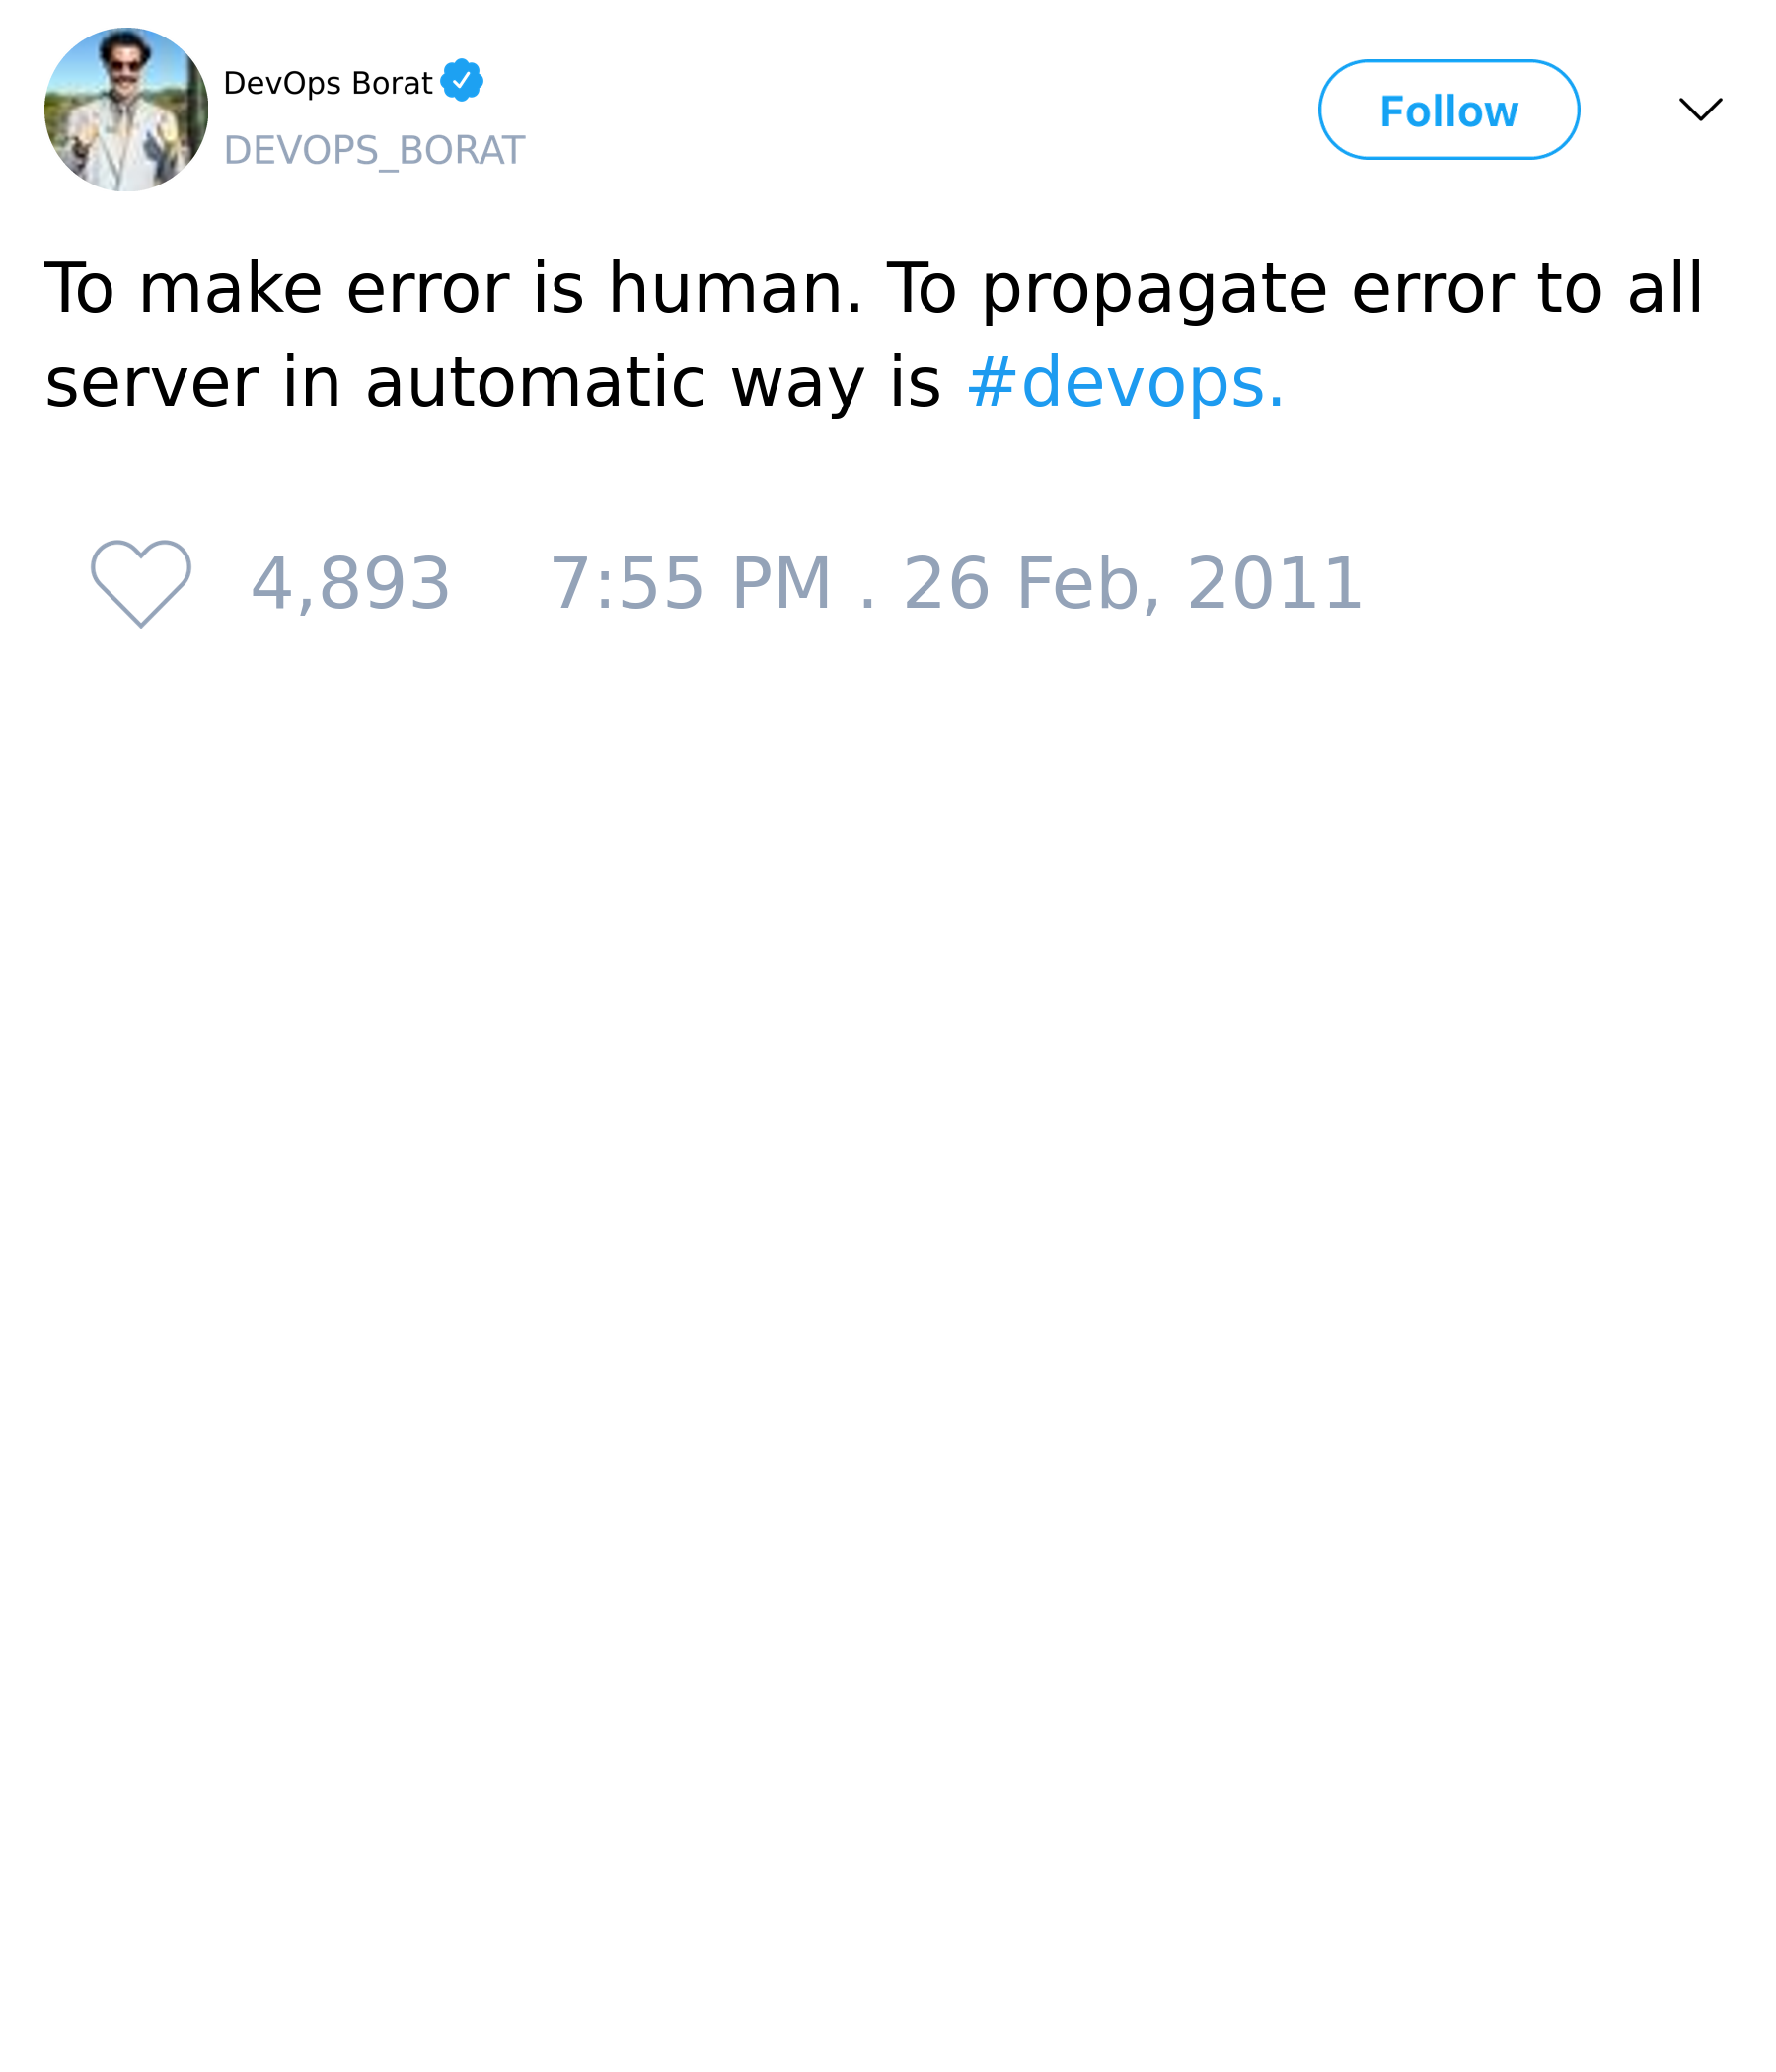 DevOps Borat
Follow
DEVOPS_BORAT
To make error is human. To propagate error to all
server in automatic way is #devops.
4,893 7:55 PM . 26 Feb, 2011